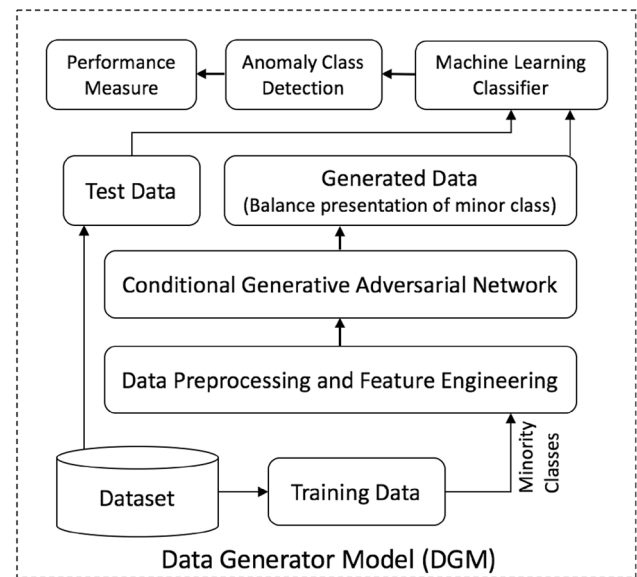 Performance
Measure
Anomaly Class
Detection
Machine Learning
Classifier
Test Data
Generated Data
(Balance presentation of minor class)
Conditional Generative Adversarial Network
Data Preprocessing and Feature Engineering
Minority
Classes
Dataset
Training Data
Data Generator Model (DGM)